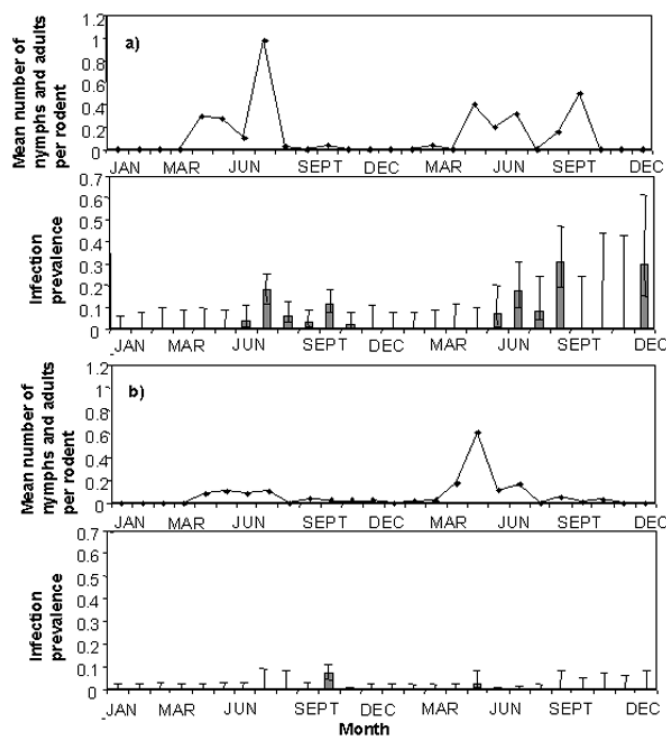 1.2
1
0.8
0.6
0.4
0.2
0
a)
Mean number of
nymphs and adults
per rodent
JAN MAR JUN SEPT DEC MAR JUN SEPT DEC
0.7
0.6
0.5
0.4
0.3
0.2
0.1
0
Infection
prevalence
JAN MAR JUN SEPT DEC MAR JUN SEPT DEC
1.2
1
0.8
0.6
0.4
0.2
0
b)
Mean number of
nymphs and adults
per rodent
JAN MAR JUN SEPT DEC MAR JUN SEPT DEC
0.7
0.6
0.5
0.4
0.3
0.2
0.1
0
Infection
prevalence
JAN MAR JUN SEPT DEC MAR JUN SEPT DEC
Month